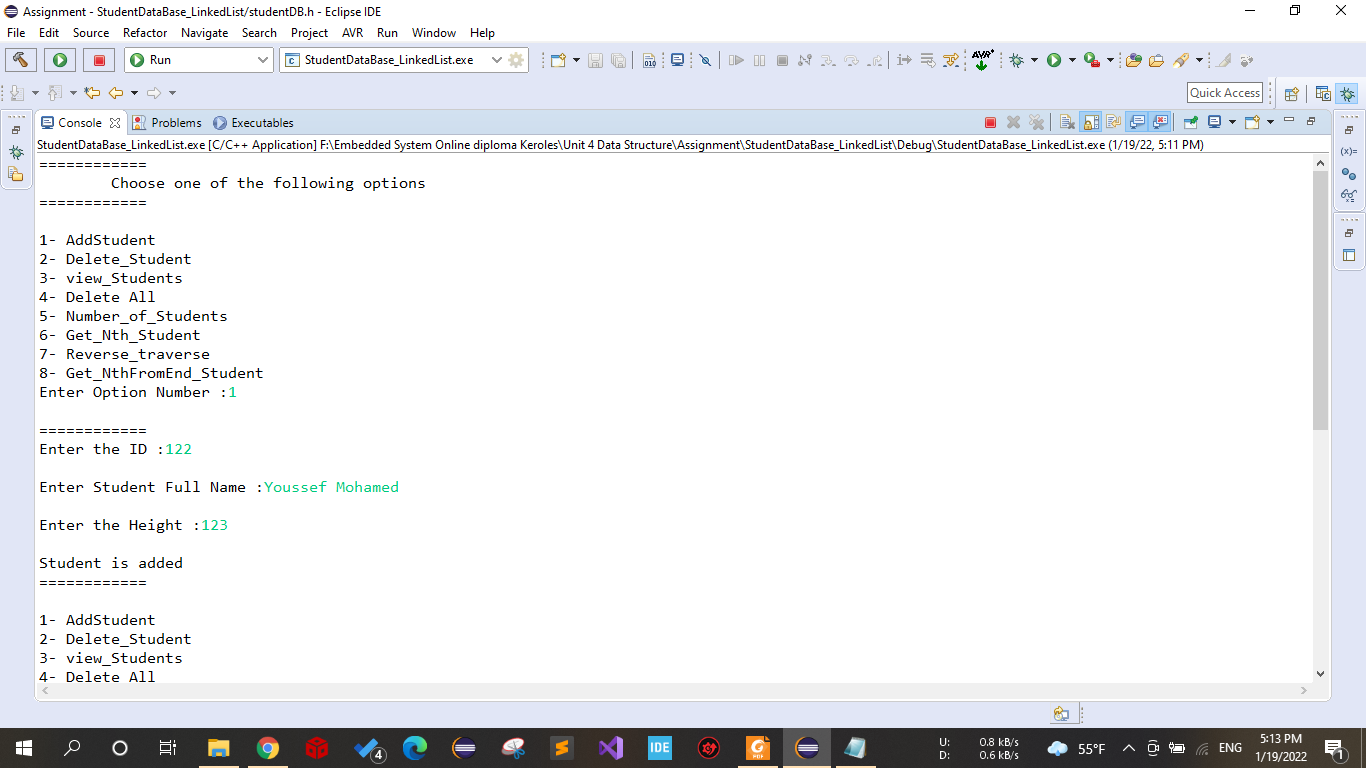 Assignment - StudentDataBase_LinkedList/studentDB.h - Eclipse IDE
File Edit Source Refactor Navigate Search Project AVR Run Window Help
Run StudentDataBase_LinkedList.exe
Quick Access
Console Problems Executables
StudentDataBase_LinkedList.exe [C/C++ Application] F:\Embedded System Online diploma Keroles\Unit 4 Data Structure\Assignment\StudentDataBase_LinkedList\Debug\StudentDataBase_LinkedList.exe (1/19/22, 5:11 PM)
============
Choose one of the following options
============
1- AddStudent
2- Delete_Student
3- view_Students
4- Delete All
5- Number_of_Students
6- Get_Nth_Student
7- Reverse_traverse
8- Get_NthFromEnd_Student
Enter Option Number :1
============
Enter the ID :122
Enter Student Full Name :Youssef Mohamed
Enter the Height :123
Student is added
============
1- AddStudent
2- Delete_Student
3- view_Students
4- Delete All
U: 0.8 kB/s
D: 0.6 kB/s
55°F
ENG
5:13 PM
1/19/2022